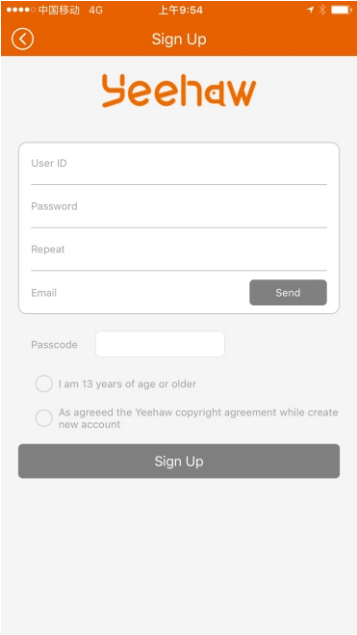 中国移动 4G 上午9:54
Sign Up
Yeehaw
User ID
Password
Repeat
Email Send
Passcode
I am 13 years of age or older
As agreeed the Yeehaw copyright agreement while create
new account
Sign Up